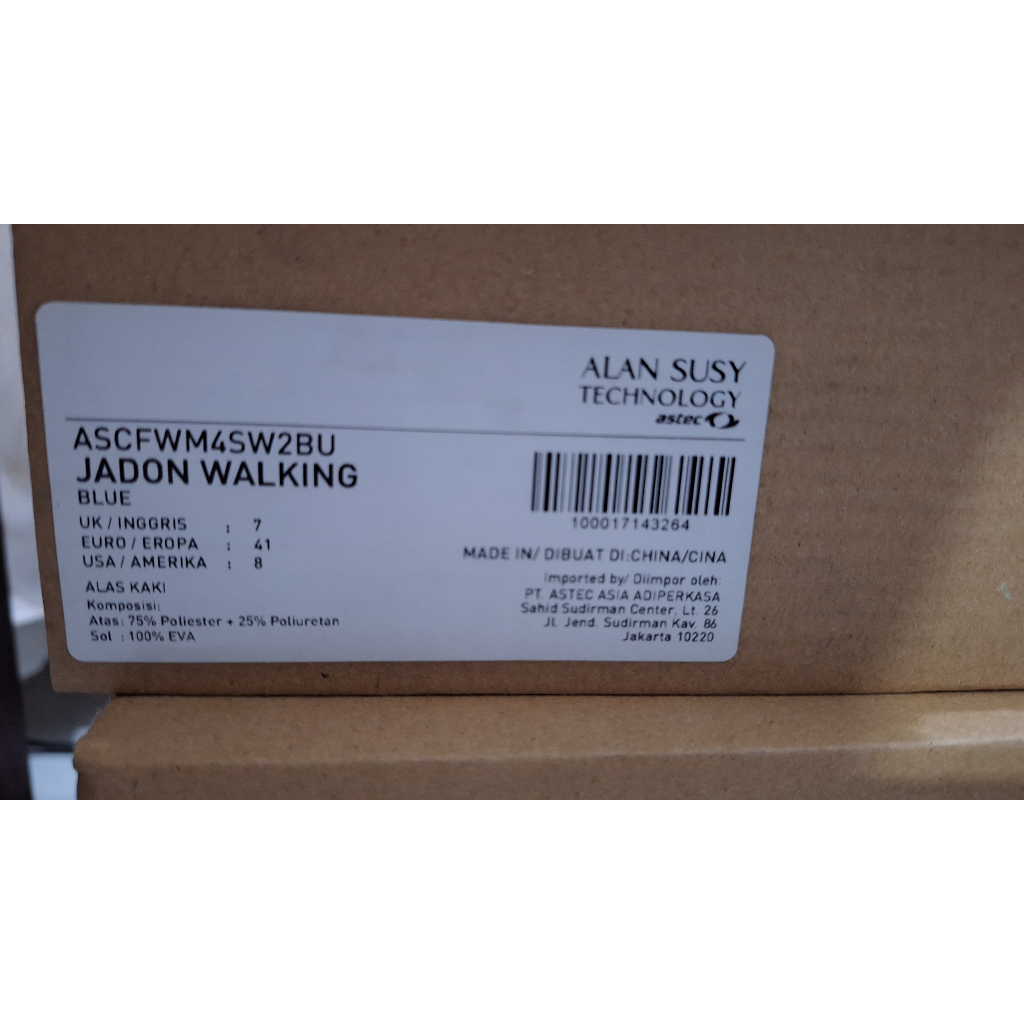 ALAN SUSY
TECHNOLOGY
astec
ASCFWM4SW2BU
JADON WALKING
BLUE
UK / INGGRIS : 7
EURO / EROPA : 41
USA / AMERIKA : 8
ALAS KAKI
Komposisi:
Atas: 75% Poliester + 25% Poliuretan
Sol : 100% EVA
100017143264
MADE IN/ DIBUAT DI:CHINA/CINA
Imported by/ Diimpor oleh:
PT. ASTEC ASIA ADIPERKASA
Sahid Sudirman Center, Lt. 26
Jl. Jend. Sudirman Kav. 86
Jakarta 10220